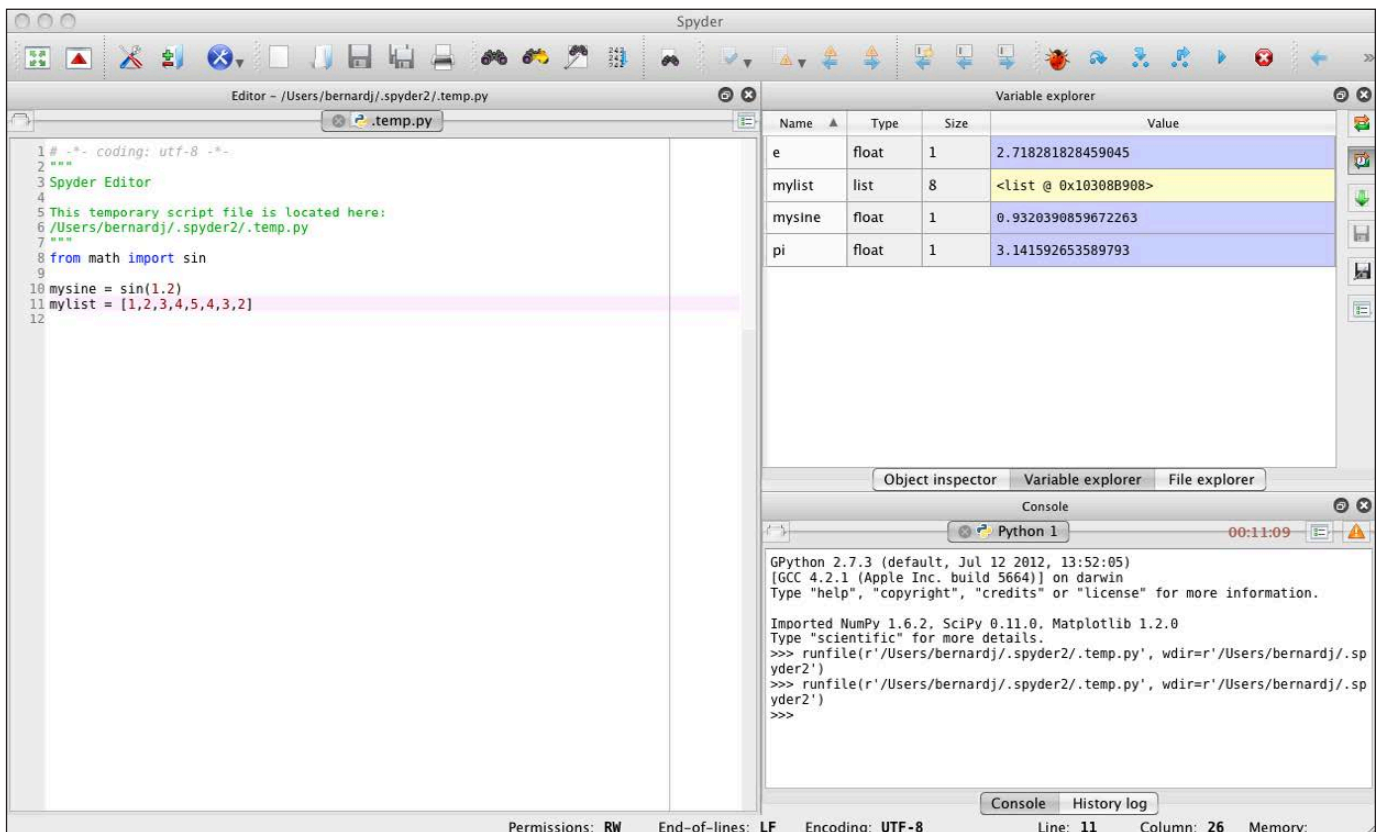 Spyder
Editor – /Users/bernardj/.spyder2/.temp.py
.temp.py
1 # -*- coding: utf-8 -*-
2 """
3 Spyder Editor
4
5 This temporary script file is located here:
6 /Users/bernardj/.spyder2/.temp.py
7 """
8 from math import sin
9
10 mysine = sin(1.2)
11 mylist = [1,2,3,4,5,4,3,2]
12
Variable explorer
Name Type Size Value
e float 1 2.718281828459045
mylist list 8 <list @ 0x10308B908>
mysine float 1 0.9320390859672263
pi float 1 3.141592653589793
Object inspector Variable explorer File explorer
Console
Python 1 00:11:09
GPython 2.7.3 (default, Jul 12 2012, 13:52:05)
[GCC 4.2.1 (Apple Inc. build 5664)] on darwin
Type "help", "copyright", "credits" or "license" for more information.
Imported NumPy 1.6.2, SciPy 0.11.0, Matplotlib 1.2.0
Type "scientific" for more details.
>>> runfile(r'/Users/bernardj/.spyder2/.temp.py', wdir=r'/Users/bernardj/.sp
yder2')
>>> runfile(r'/Users/bernardj/.spyder2/.temp.py', wdir=r'/Users/bernardj/.sp
yder2')
>>>
Console History log
Permissions: RW End-of-lines: LF Encoding: UTF-8 Line: 11 Column: 26 Memory: